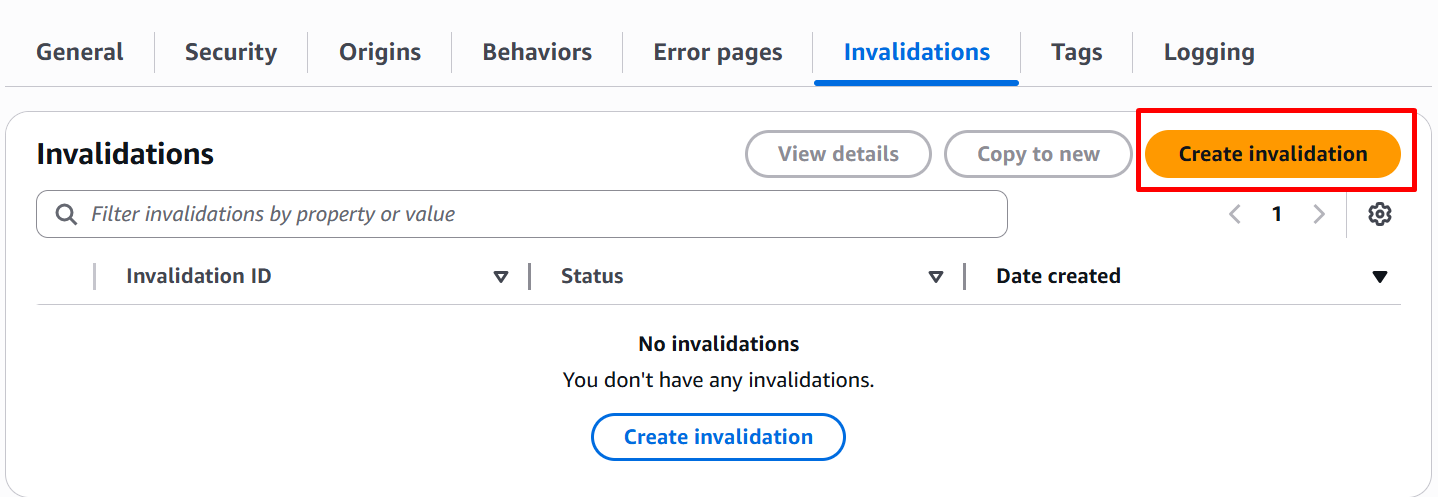 General Security Origins Behaviors Error pages Invalidations Tags Logging
Invalidations View details Copy to new Create invalidation
Filter invalidations by property or value 1
Invalidation ID Status Date created
No invalidations
You don't have any invalidations.
Create invalidation